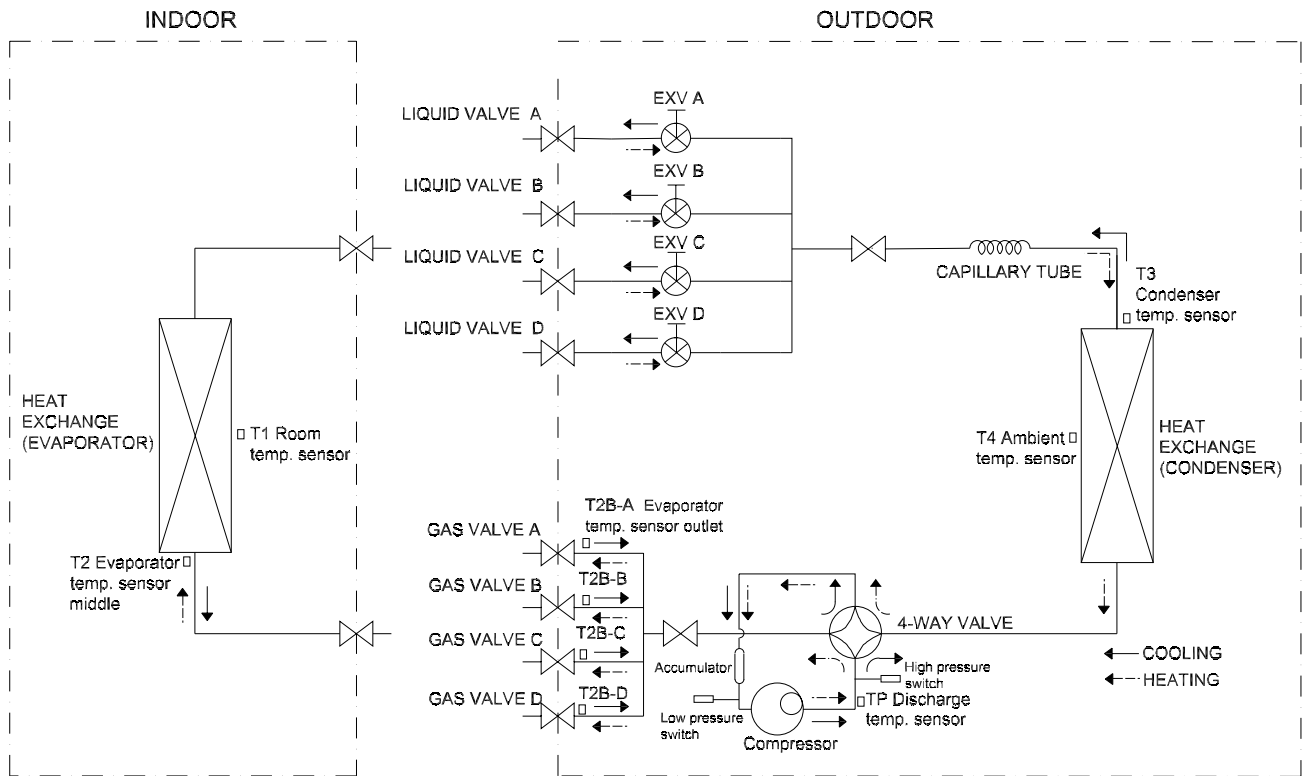 INDOOR
OUTDOOR
LIQUID VALVE A
EXV A
LIQUID VALVE B
EXV B
LIQUID VALVE C
EXV C
LIQUID VALVE D
EXV D
CAPILLARY TUBE
T3
Condenser
temp. sensor
HEAT
EXCHANGE
(EVAPORATOR)
T1 Room
temp. sensor
T4 Ambient
temp. sensor
HEAT
EXCHANGE
(CONDENSER)
T2 Evaporator
temp. sensor
middle
GAS VALVE A
T2B-A Evaporator
temp. sensor outlet
GAS VALVE B
T2B-B
GAS VALVE C
T2B-C
GAS VALVE D
T2B-D
4-WAY VALVE
Accumulator
High pressure
switch
Low pressure
switch
TP Discharge
temp. sensor
Compressor
COOLING
HEATING